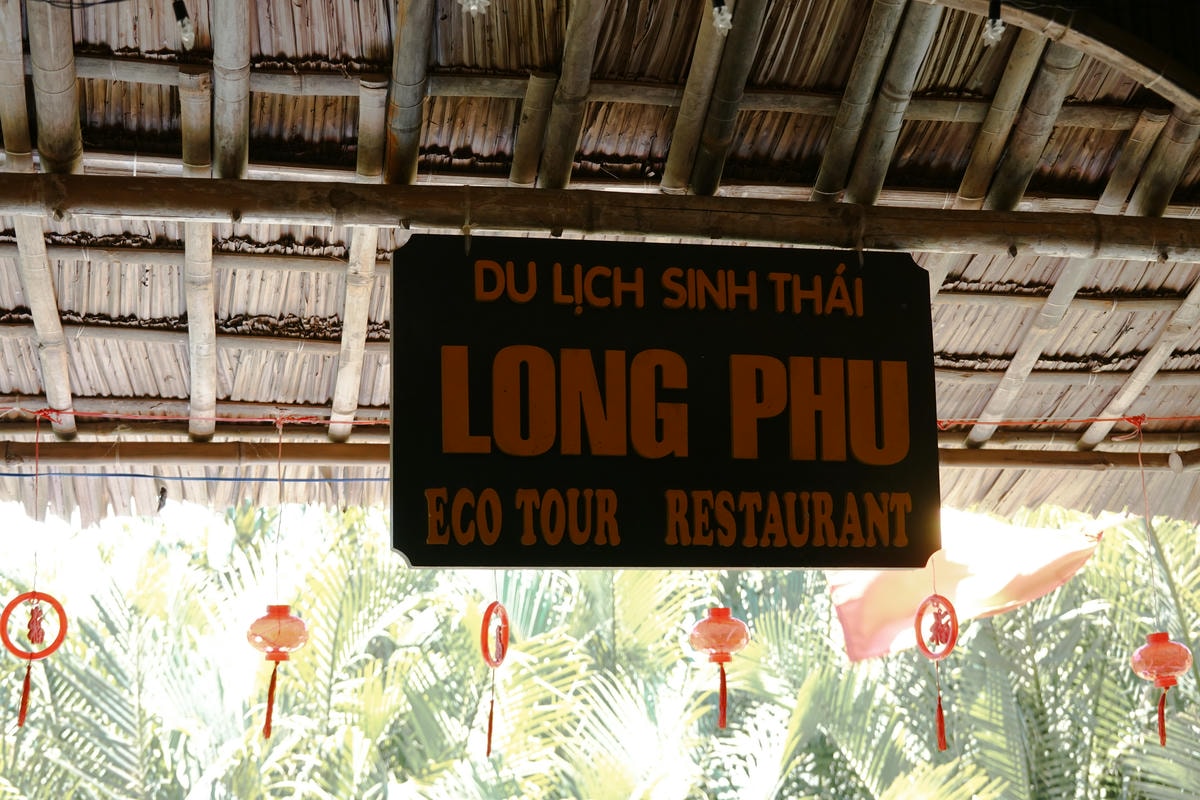 DU LỊCH SINH THÁI
LONG PHU
ECO TOUR RESTAURANT